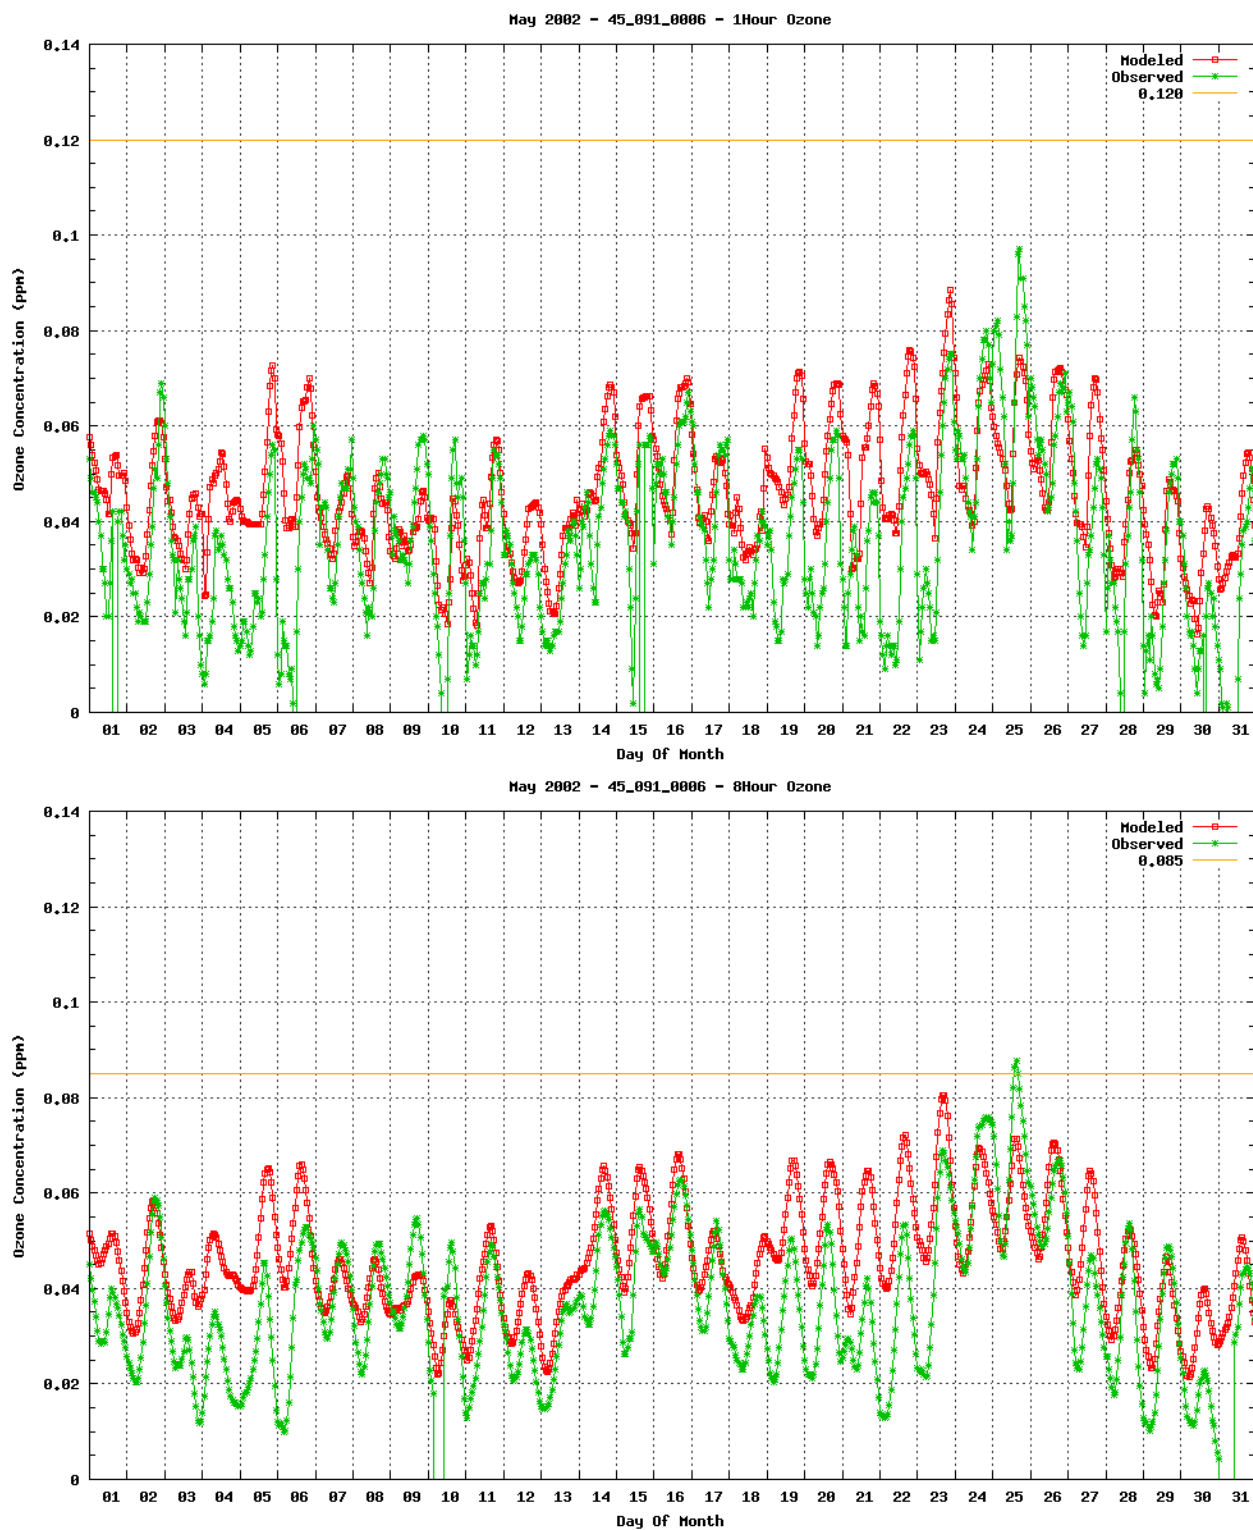 May 2002 - 45_091_0006 - 1Hour Ozone
0.14
0.12
0.1
0.08
0.06
0.04
0.02
0
Ozone Concentration (ppm)
Modeled
Observed
0.120
01 02 03 04 05 06 07 08 09 10 11 12 13 14 15 16 17 18 19 20 21 22 23 24 25 26 27 28 29 30 31
Day Of Month
May 2002 - 45_091_0006 - 8Hour Ozone
0.14
0.12
0.1
0.08
0.06
0.04
0.02
0
Ozone Concentration (ppm)
Modeled
Observed
0.085
01 02 03 04 05 06 07 08 09 10 11 12 13 14 15 16 17 18 19 20 21 22 23 24 25 26 27 28 29 30 31
Day Of Month